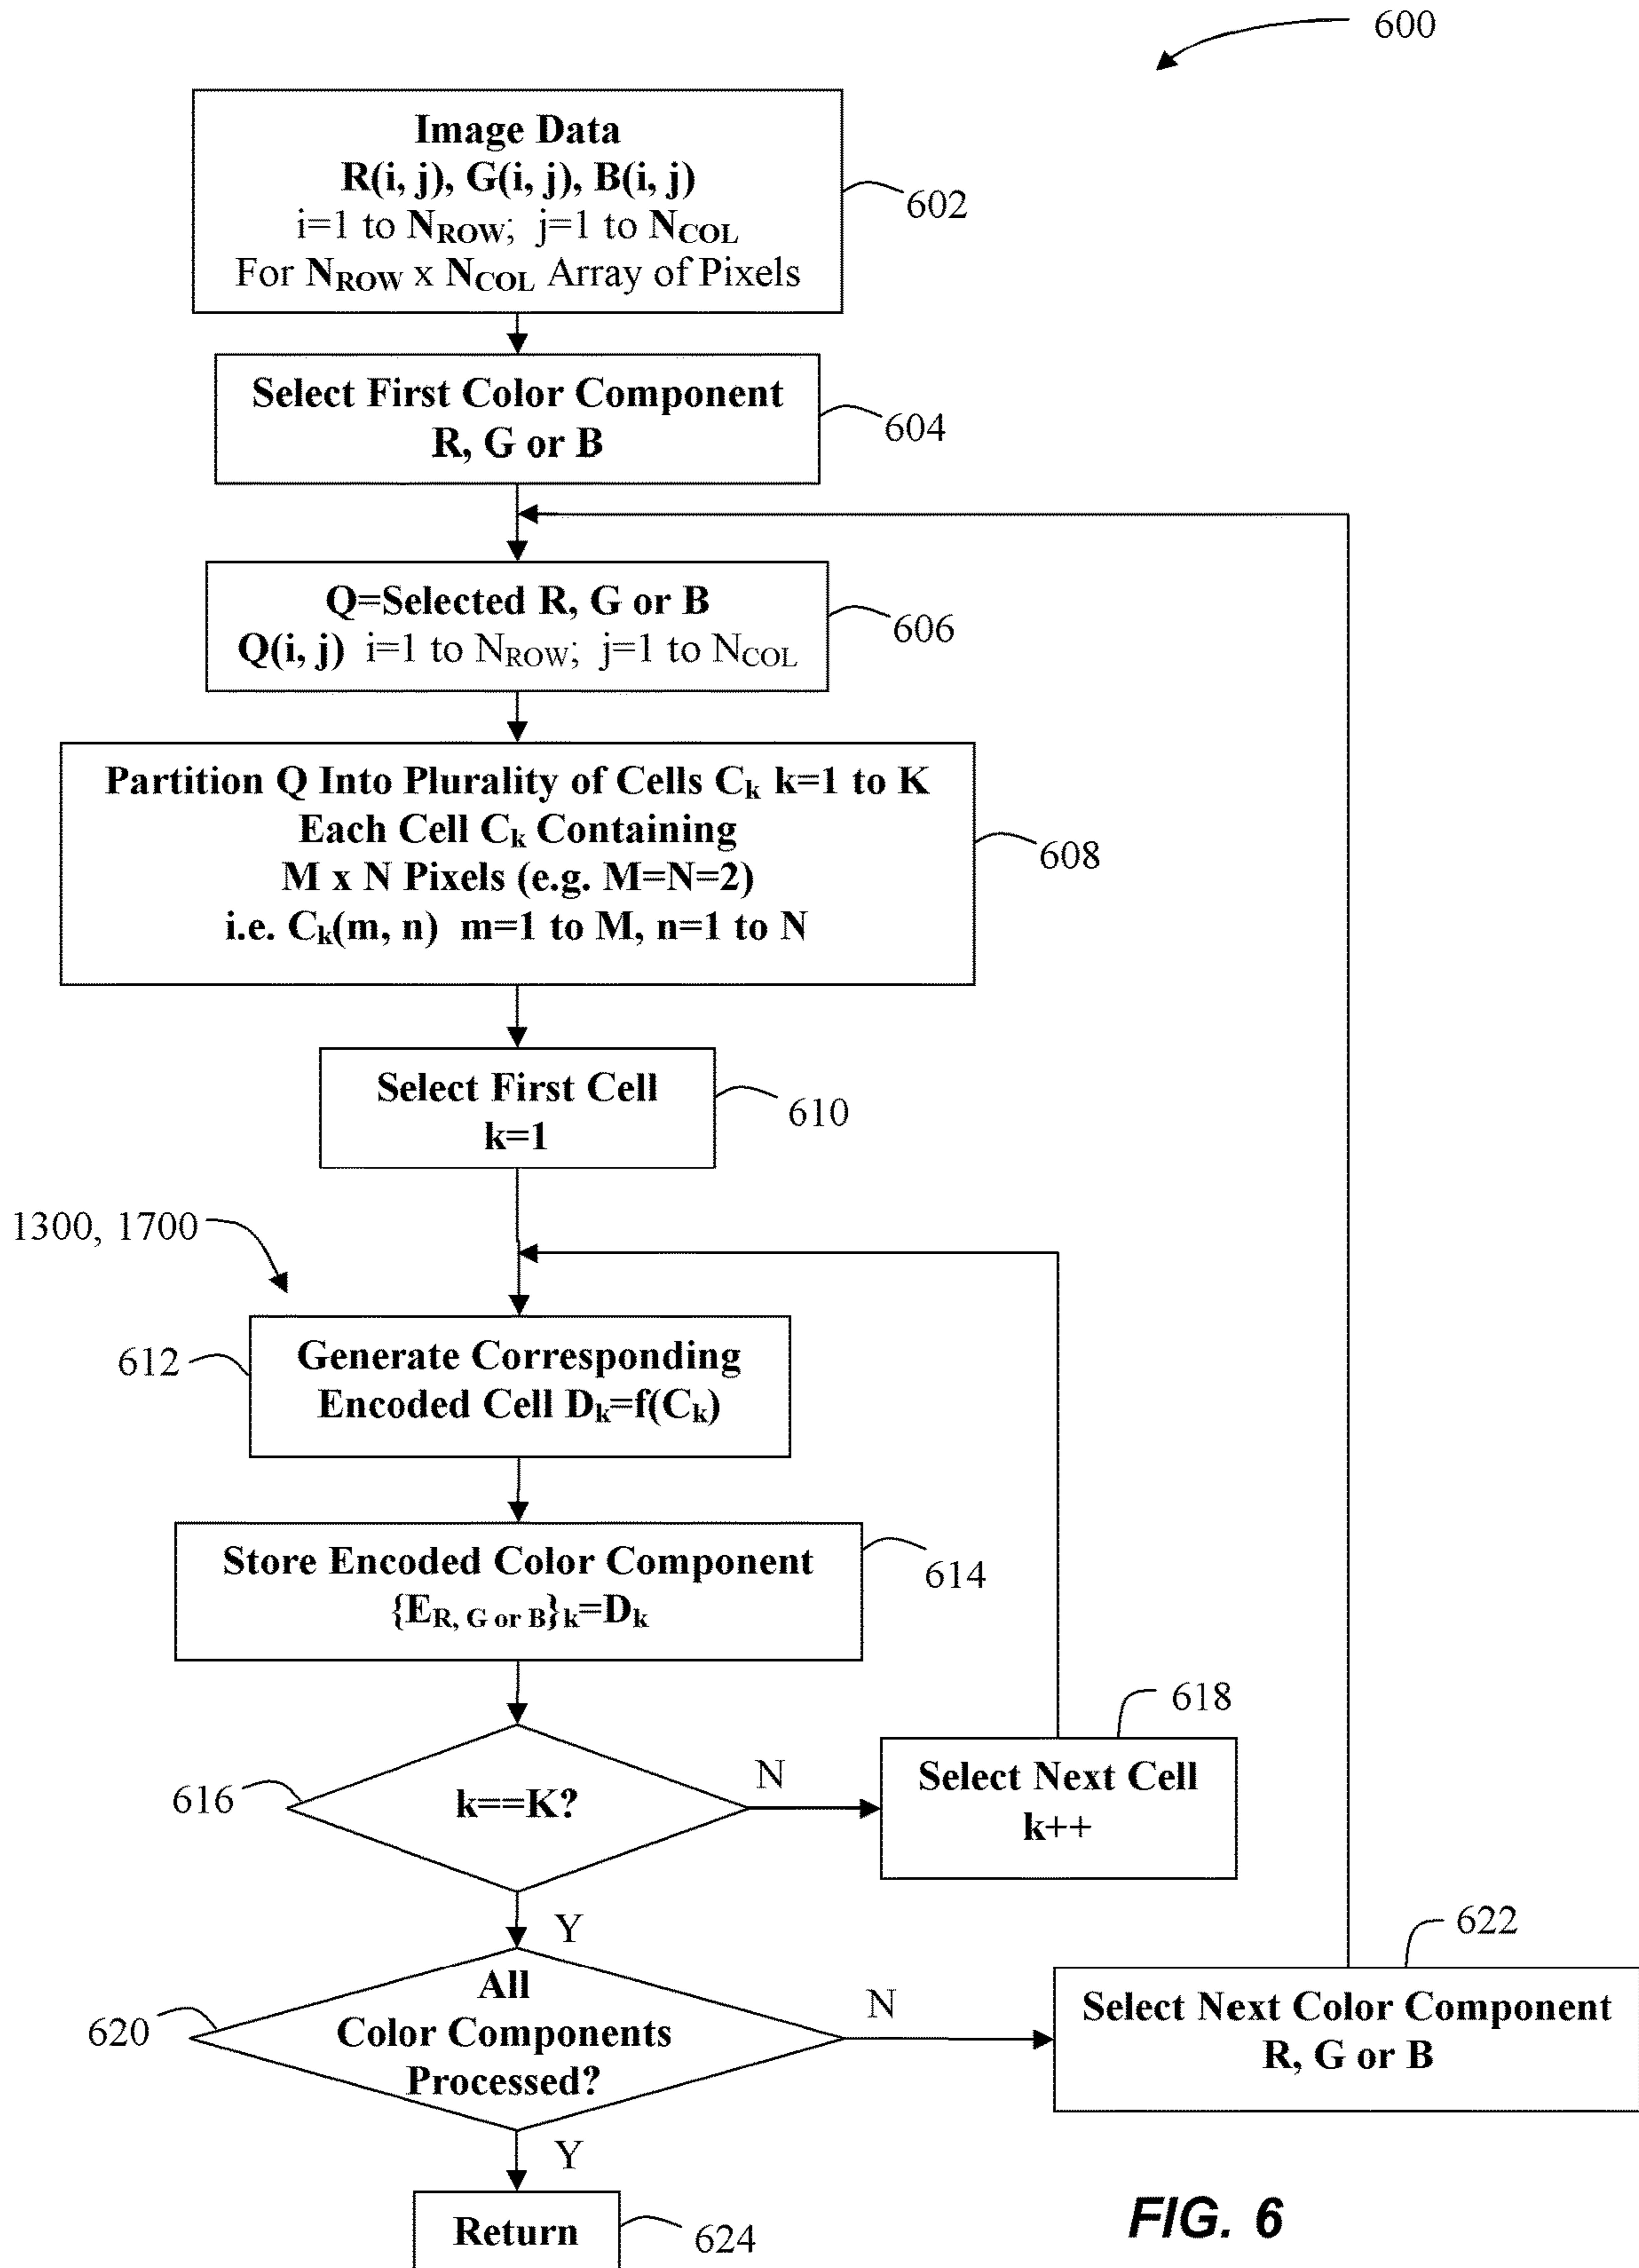 600
Image Data
R(i, j), G(i, j), B(i, j)
i=1 to NROW; j=1 to NCOL
For NROW x NCOL Array of Pixels
602
Select First Color Component
R, G or B
604
Q=Selected R, G or B
Q(i, j) i=1 to NROW; j=1 to NCOL
606
Partition Q Into Plurality of Cells Ck k=1 to K
Each Cell Ck Containing
M x N Pixels (e.g. M=N=2)
i.e. Ck(m, n) m=1 to M, n=1 to N
608
Select First Cell
k=1
610
1300, 1700
612
Generate Corresponding
Encoded Cell Dk=f(Ck)
Store Encoded Color Component
{ER, G or B}k=Dk
614
616
k==K?
N
618
Select Next Cell
k++
Y
620
All
Color Components
Processed?
N
622
Select Next Color Component
R, G or B
Y
Return
624
FIG. 6